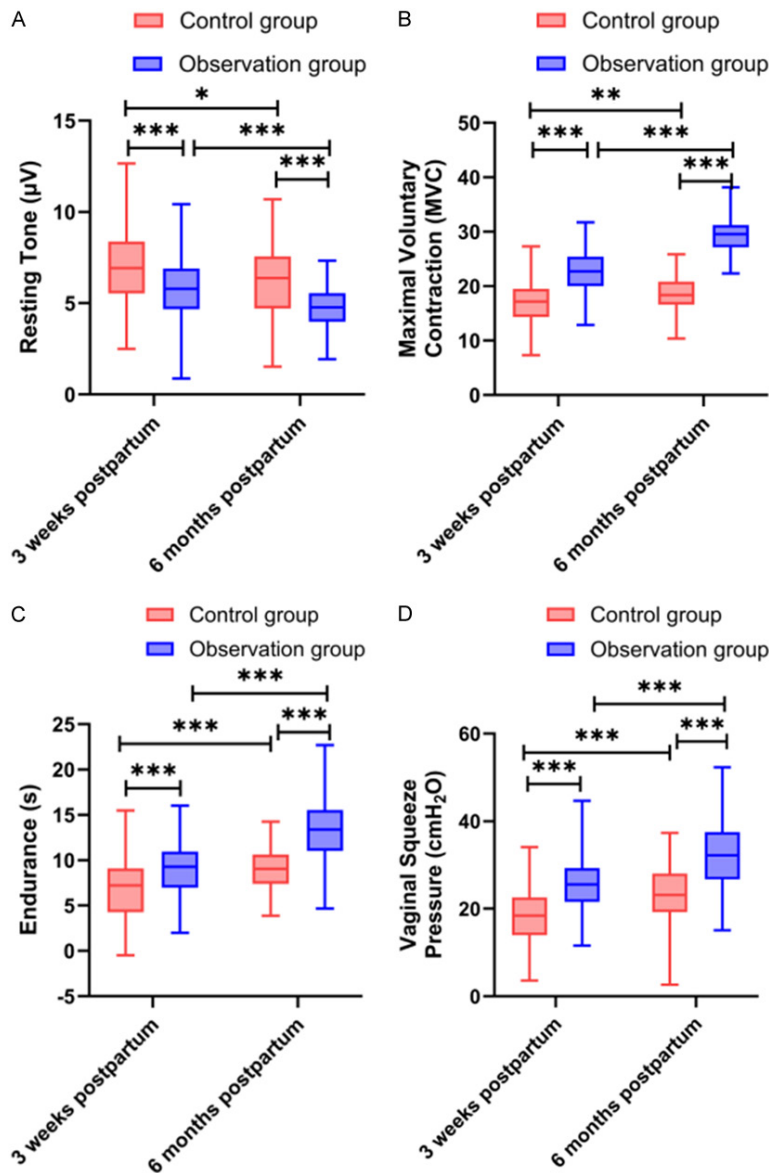 A
Control group
Observation group
*
***
***
***
15
10
5
0
Resting Tone (µV)
3 weeks postpartum
6 months postpartum
B
Control group
Observation group
**
***
***
***
50
40
30
20
10
0
Maximal Voluntary
Contraction (MVC)
3 weeks postpartum
6 months postpartum
C
Control group
Observation group
***
***
***
***
25
20
15
10
5
0
-5
Endurance (s)
3 weeks postpartum
6 months postpartum
D
Control group
Observation group
***
***
***
***
60
40
20
0
Vaginal Squeeze
Pressure (cmH₂O)
3 weeks postpartum
6 months postpartum